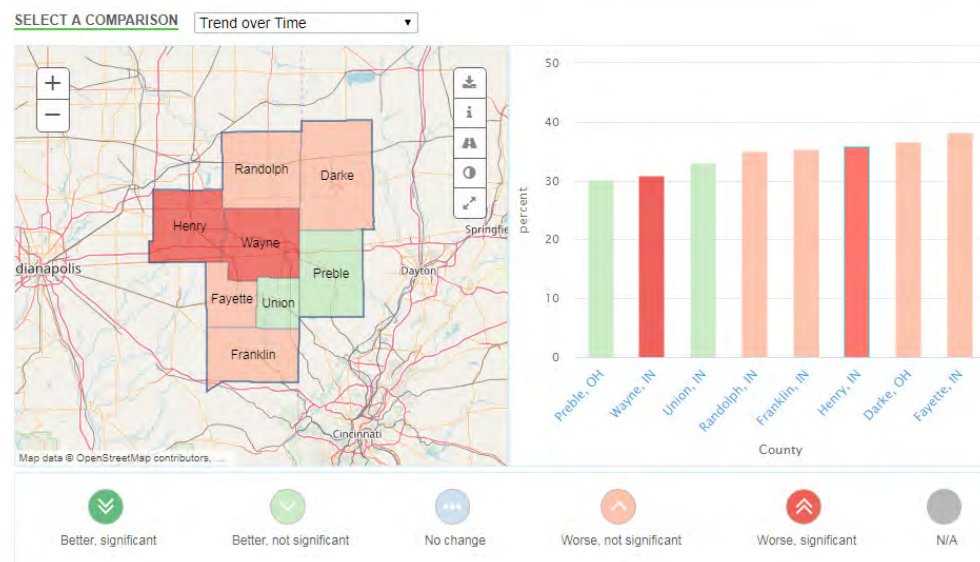 SELECT A COMPARISON Trend over Time
+
−
i
Randolph
Darke
Henry
Wayne
Springfie
dianapolis
Preble
Dayton
Fayette
Union
Franklin
Cincinnati
Map data © OpenStreetMap contributors, ...
50
40
30
20
10
0
percent
Preble, OH
Wayne, IN
Union, IN
Randolph, IN
Franklin, IN
Henry, IN
Darke, OH
Fayette, IN
County
Better, significant
Better, not significant
No change
Worse, not significant
Worse, significant
N/A